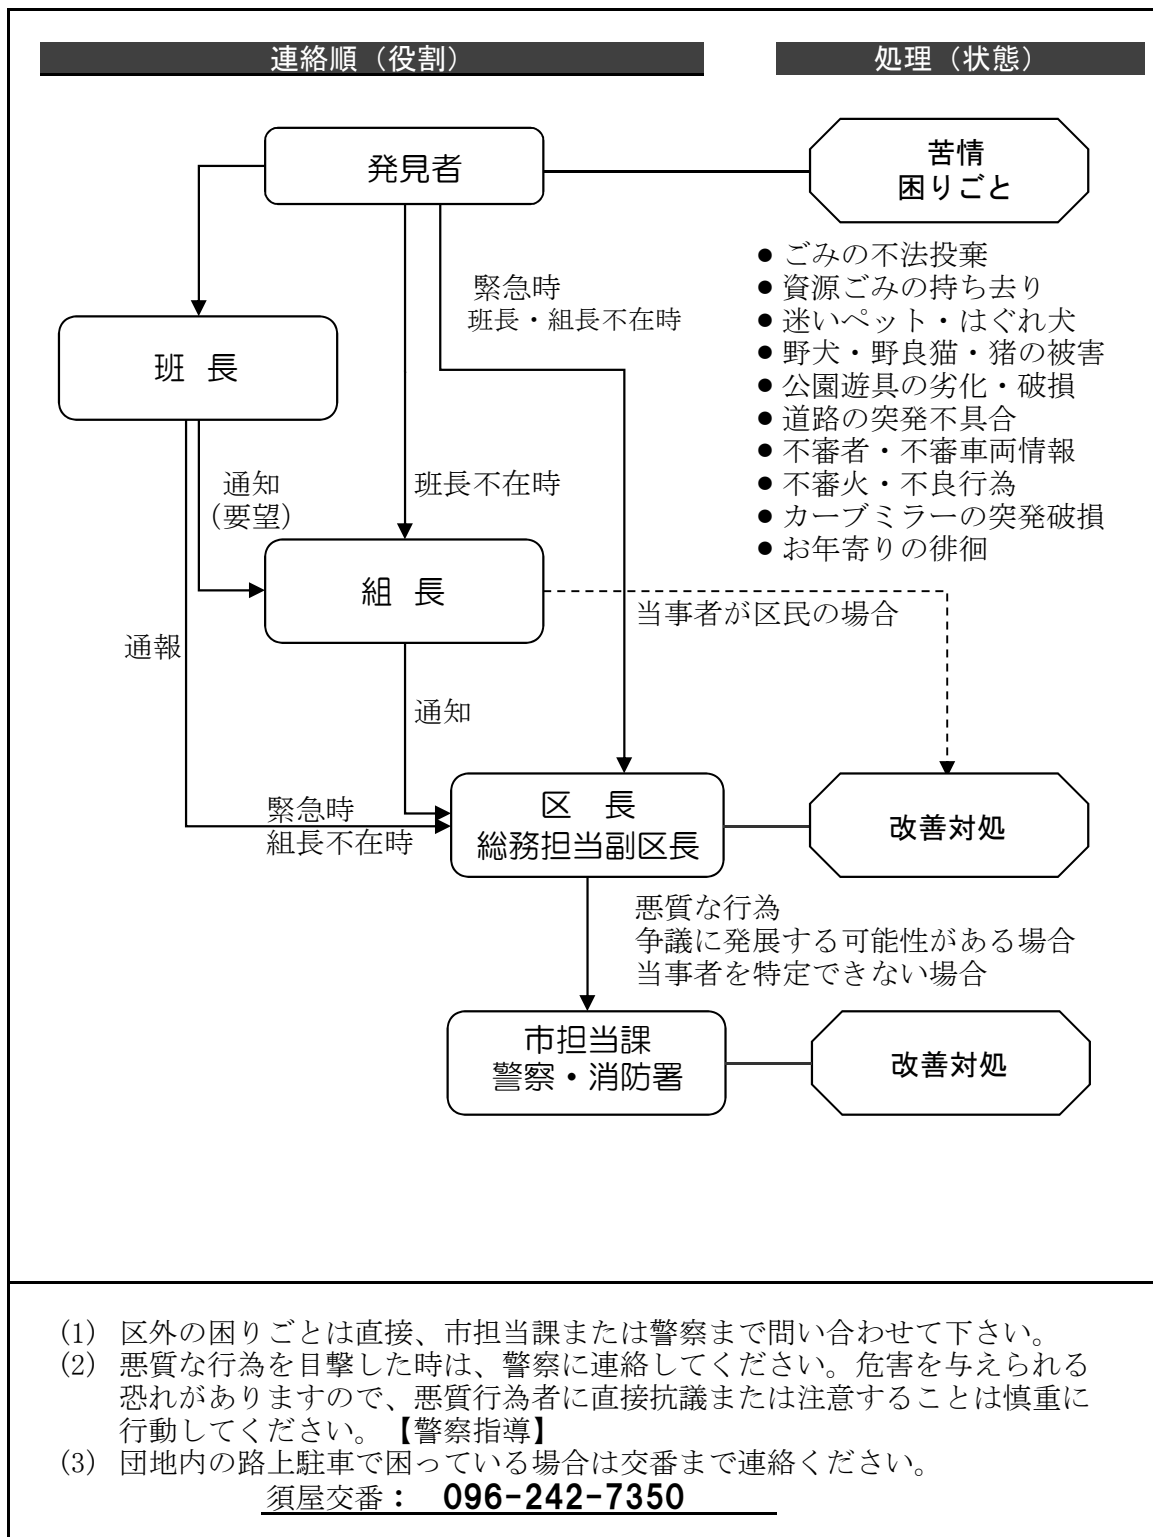 連絡順（役割）
処理（状態）
発見者
苦情
困りごと
● ごみの不法投棄
● 資源ごみの持ち去り
● 迷いペット・はぐれ犬
● 野犬・野良猫・猪の被害
● 公園遊具の劣化・破損
● 道路の突発不具合
● 不審者・不審車両情報
● 不審火・不良行為
● カーブミラーの突発破損
● お年寄りの徘徊
緊急時
班長・組長不在時
班 長
通知
（要望）
班長不在時
組 長
当事者が区民の場合
通報
通知
緊急時
組長不在時
区　長
総務担当副区長
改善対処
悪質な行為
争議に発展する可能性がある場合
当事者を特定できない場合
市担当課
警察・消防署
改善対処
(1) 区外の困りごとは直接、市担当課または警察まで問い合わせて下さい。
(2) 悪質な行為を目撃した時は、警察に連絡してください。危害を与えられる
恐れがありますので、悪質行為者に直接抗議または注意することは慎重に
行動してください。【警察指導】
(3) 団地内の路上駐車で困っている場合は交番まで連絡ください。
須屋交番： 096-242-7350